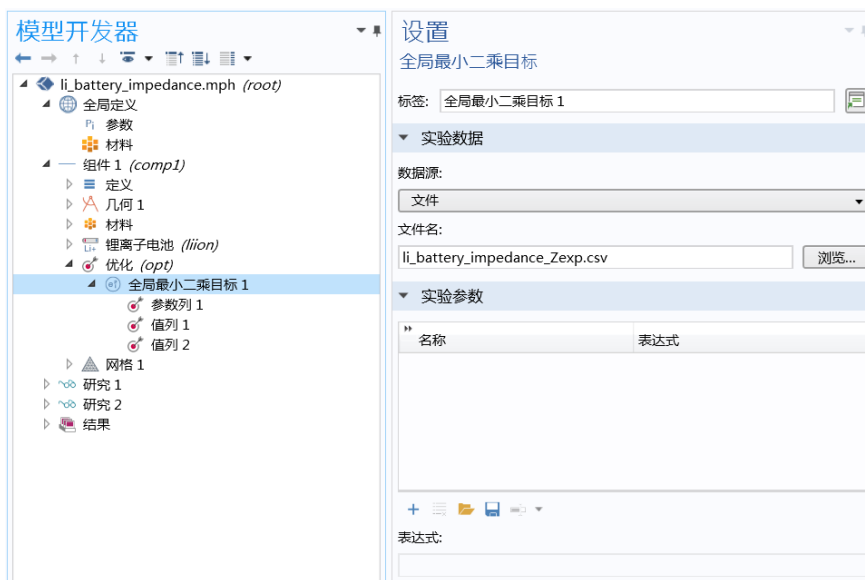 模型开发器
li_battery_impedance.mph (root)
全局定义
Pi 参数
材料
组件 1 (comp1)
定义
几何 1
材料
锂离子电池 (liion)
优化 (opt)
全局最小二乘目标 1
参数列 1
值列 1
值列 2
网格 1
研究 1
研究 2
结果
设置
全局最小二乘目标
标签: 全局最小二乘目标 1
实验数据
数据源:
文件
文件名:
li_battery_impedance_Zexp.csv 浏览...
实验参数
名称 表达式
表达式: